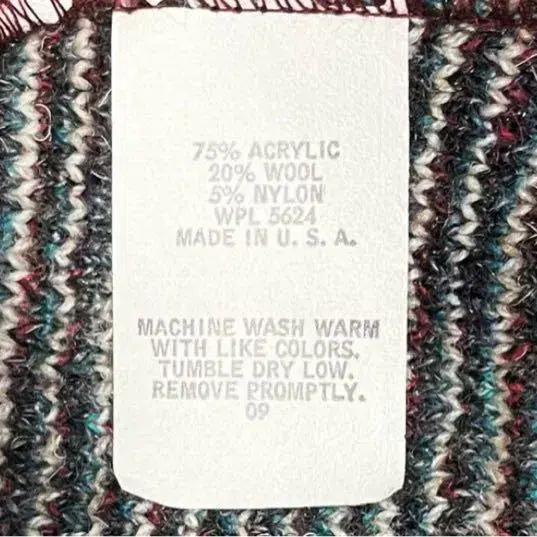 75% ACRYLIC
20% WOOL
5% NYLON
WPL 5624
MADE IN U. S. A.
MACHINE WASH WARM
WITH LIKE COLORS.
TUMBLE DRY LOW.
REMOVE PROMPTLY.
09